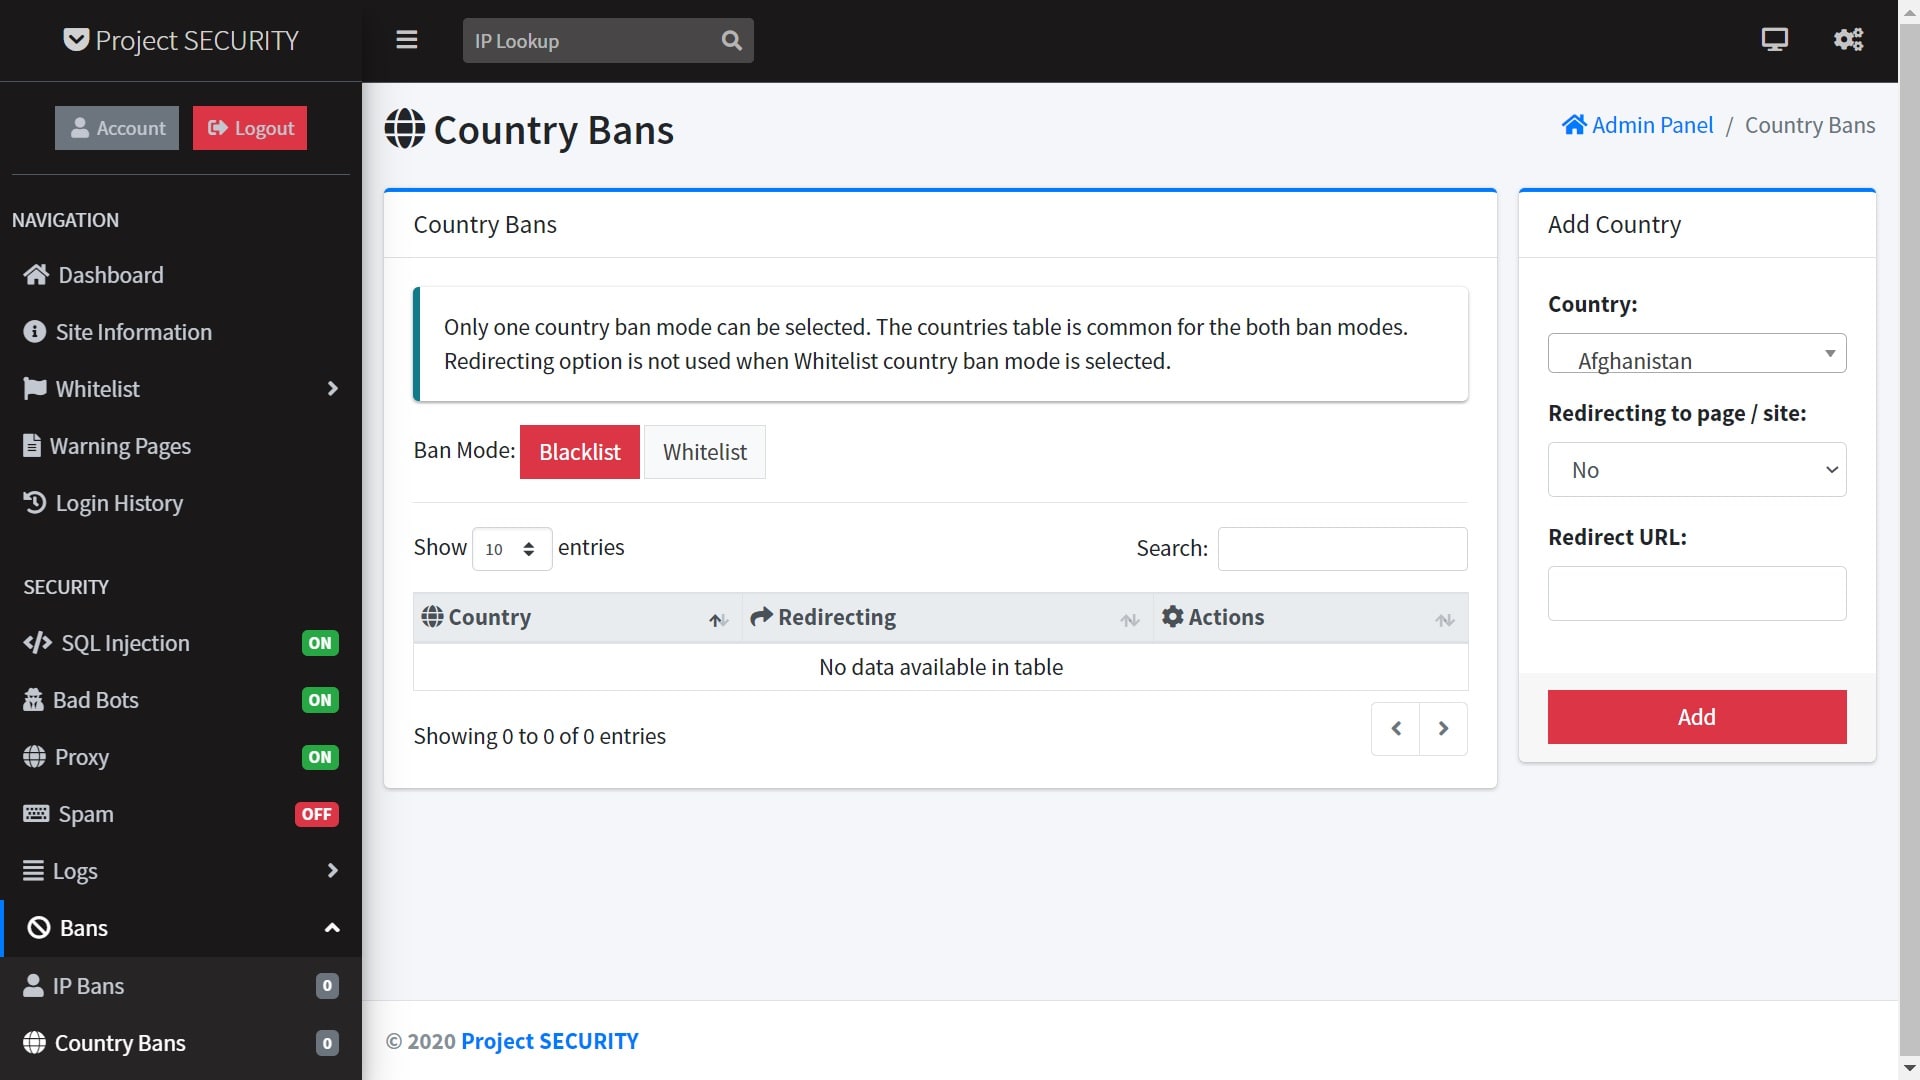 Project SECURITY
IP Lookup
Account
Logout
NAVIGATION
Dashboard
Site Information
Whitelist
Warning Pages
Login History
SECURITY
SQL Injection ON
Bad Bots ON
Proxy ON
Spam OFF
Logs
Bans
IP Bans 0
Country Bans 0
Country Bans
Admin Panel / Country Bans
Country Bans
Only one country ban mode can be selected. The countries table is common for the both ban modes.
Redirecting option is not used when Whitelist country ban mode is selected.
Ban Mode: Blacklist Whitelist
Show 10 entries
Search:
Country Redirecting Actions
No data available in table
Showing 0 to 0 of 0 entries
Add Country
Country:
Afghanistan
Redirecting to page / site:
No
Redirect URL:
Add
© 2020 Project SECURITY